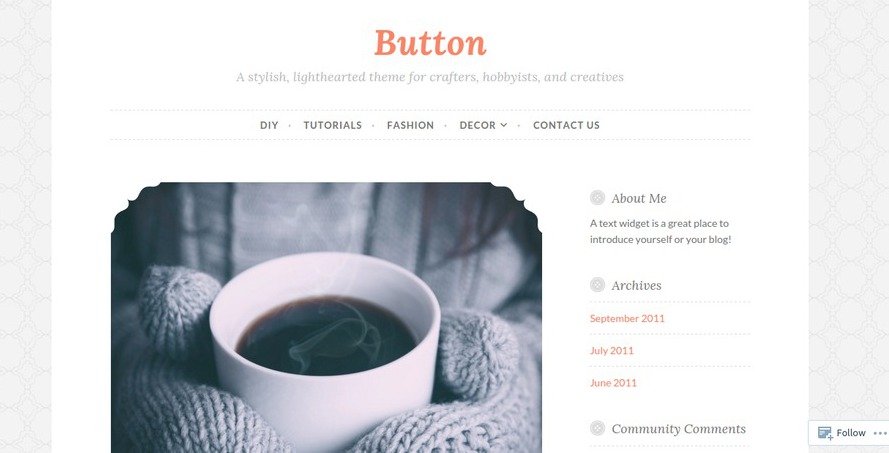 Button
A stylish, lighthearted theme for crafters, hobbyists, and creatives
DIY
TUTORIALS
FASHION
DECOR
CONTACT US
About Me
A text widget is a great place to
introduce yourself or your blog!
Archives
September 2011
July 2011
June 2011
Community Comments
Follow